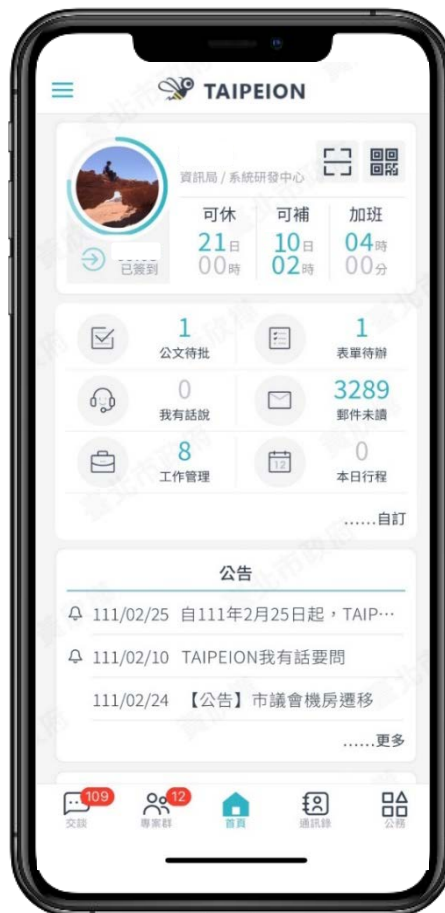 TAIPEION
資訊局 / 系統研發中心
可休 可補 加班
21日 10日 04時
00時 02時 00分
已簽到
1 1
公文待批 表單待辦
0 3289
我有話說 郵件未讀
8 12 0
工作管理 本日行程
......自訂
公告
111/02/25 自111年2月25日起，TAIP…
111/02/10 TAIPEION我有話要問
111/02/24 【公告】市議會機房遷移
......更多
109 12
交談 專案群 首頁 通訊錄 公務